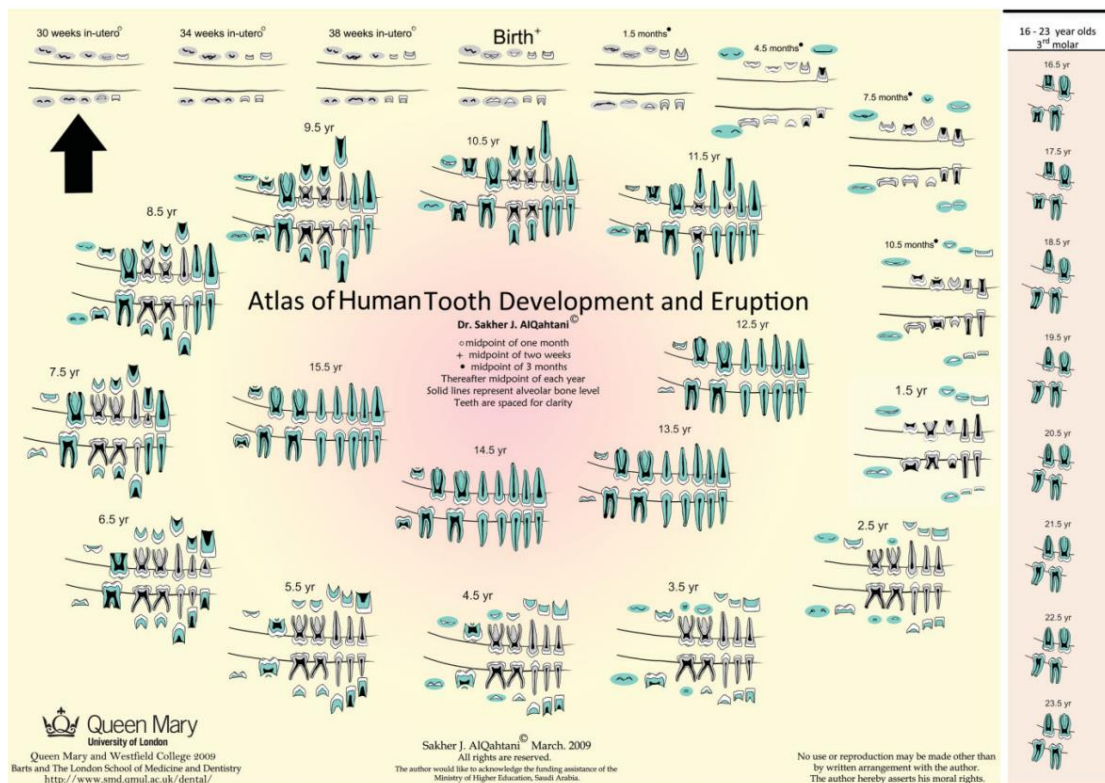 30 weeks in-utero○
34 weeks in-utero○
38 weeks in-utero○
Birth+
1.5 months●
4.5 months●
7.5 months●
10.5 months●
1.5 yr
2.5 yr
3.5 yr
4.5 yr
5.5 yr
6.5 yr
7.5 yr
8.5 yr
9.5 yr
10.5 yr
11.5 yr
12.5 yr
13.5 yr
14.5 yr
15.5 yr
Atlas of Human Tooth Development and Eruption
Dr. Sakher J. AlQahtani©
○ midpoint of one month
+ midpoint of two weeks
● midpoint of 3 months
Thereafter midpoint of each year
Solid lines represent alveolar bone level
Teeth are spaced for clarity
16 - 23 year olds
3rd molar
16.5 yr
17.5 yr
18.5 yr
19.5 yr
20.5 yr
21.5 yr
22.5 yr
23.5 yr
Queen Mary
University of London
Queen Mary and Westfield College 2009
Barts and The London School of Medicine and Dentistry
http://www.smd.qmul.ac.uk/dental/
Sakher J. AlQahtani© March. 2009
All rights are reserved.
The author would like to acknowledge the funding assistance of the
Ministry of Higher Education, Saudi Arabia.
No use or reproduction may be made other than
by written arrangement with the author.
The author hereby asserts his moral rights.